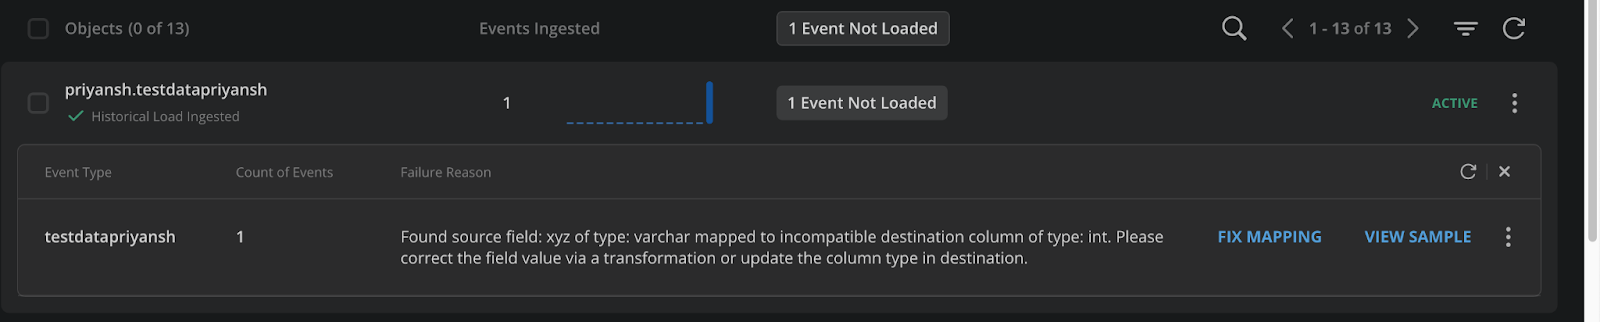 Objects (0 of 13) Events Ingested 1 Event Not Loaded 1 - 13 of 13
priyansh.testdatapriyansh
Historical Load Ingested
1 1 Event Not Loaded ACTIVE
Event Type Count of Events Failure Reason
testdatapriyansh 1 Found source field: xyz of type: varchar mapped to incompatible destination column of type: int. Please
correct the field value via a transformation or update the column type in destination.
FIX MAPPING VIEW SAMPLE